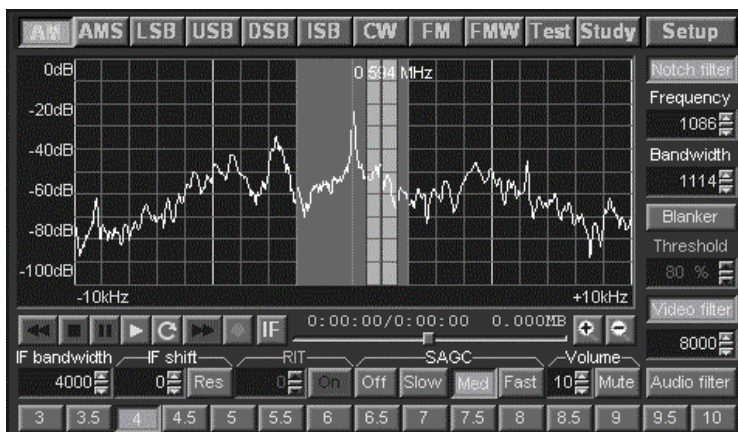 AM AMS LSB USB DSB ISB CW FM FMW Test Study Setup
0dB 0.594 MHz Notch filter
-20dB Frequency
1086
-40dB Bandwidth
-60dB 1114
-80dB Blanker
Threshold
-100dB 80 %
-10kHz +10kHz Video filter
IF 0:00:00/0:00:00 0.000MB
8000
IF bandwidth IF shift RIT SAGC Volume
4000 0 Res 0 On Off Slow Med Fast 10 Mute Audio filter
3 3.5 4 4.5 5 5.5 6 6.5 7 7.5 8 8.5 9 9.5 10